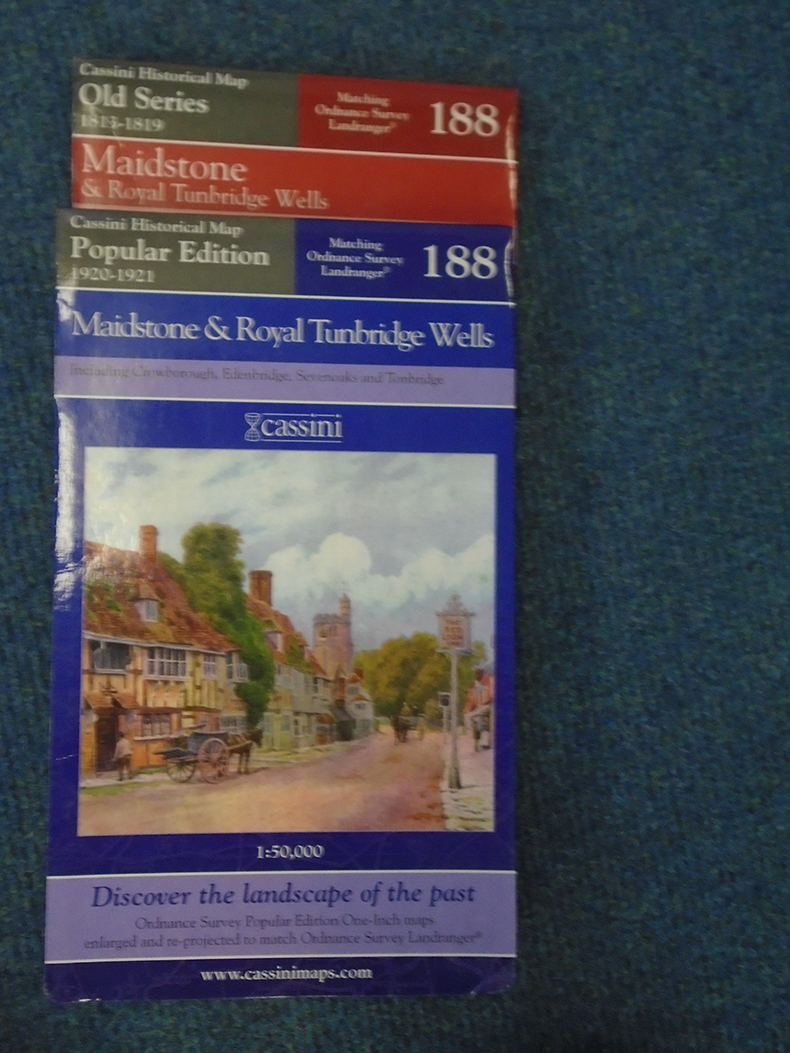 Cassini Historical Map
Old Series
1813-1819
Matching
Ordnance Survey
Landranger®
188
Maidstone
& Royal Tunbridge Wells
Cassini Historical Map
Popular Edition
1920-1921
Matching
Ordnance Survey
Landranger®
188
Maidstone & Royal Tunbridge Wells
Including Crowborough, Edenbridge, Sevenoaks and Tonbridge
cassini
THE
RED
LION
1:50,000
Discover the landscape of the past
Ordnance Survey Popular Edition One-Inch maps
enlarged and re-projected to match Ordnance Survey Landranger®
www.cassinimaps.com